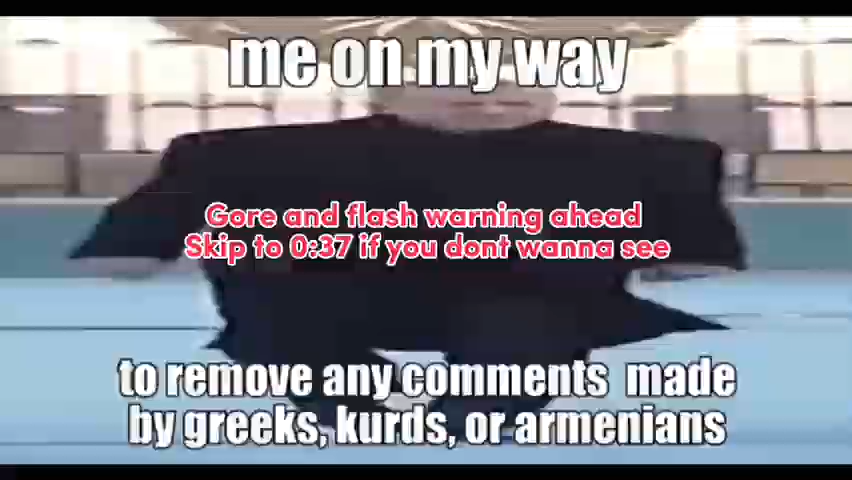 me on my way
Gore and flash warning ahead
Skip to 0:37 if you dont wanna see
to remove any comments made
by greeks, kurds, or armenians